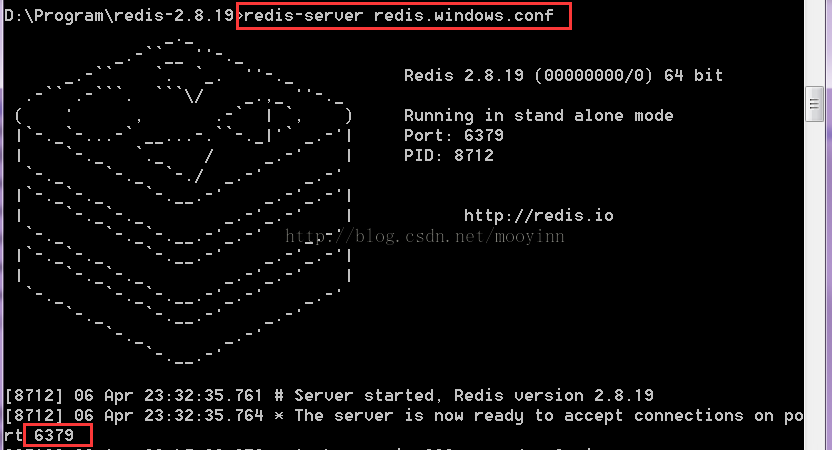 D:\Program\redis-2.8.19>redis-server redis.windows.conf
Redis 2.8.19 (00000000/0) 64 bit
Running in stand alone mode
Port: 6379
PID: 8712
http://redis.io
http://blog.csdn.net/mooyinn
[8712] 06 Apr 23:32:35.761 # Server started, Redis version 2.8.19
[8712] 06 Apr 23:32:35.764 * The server is now ready to accept connections on po
rt 6379